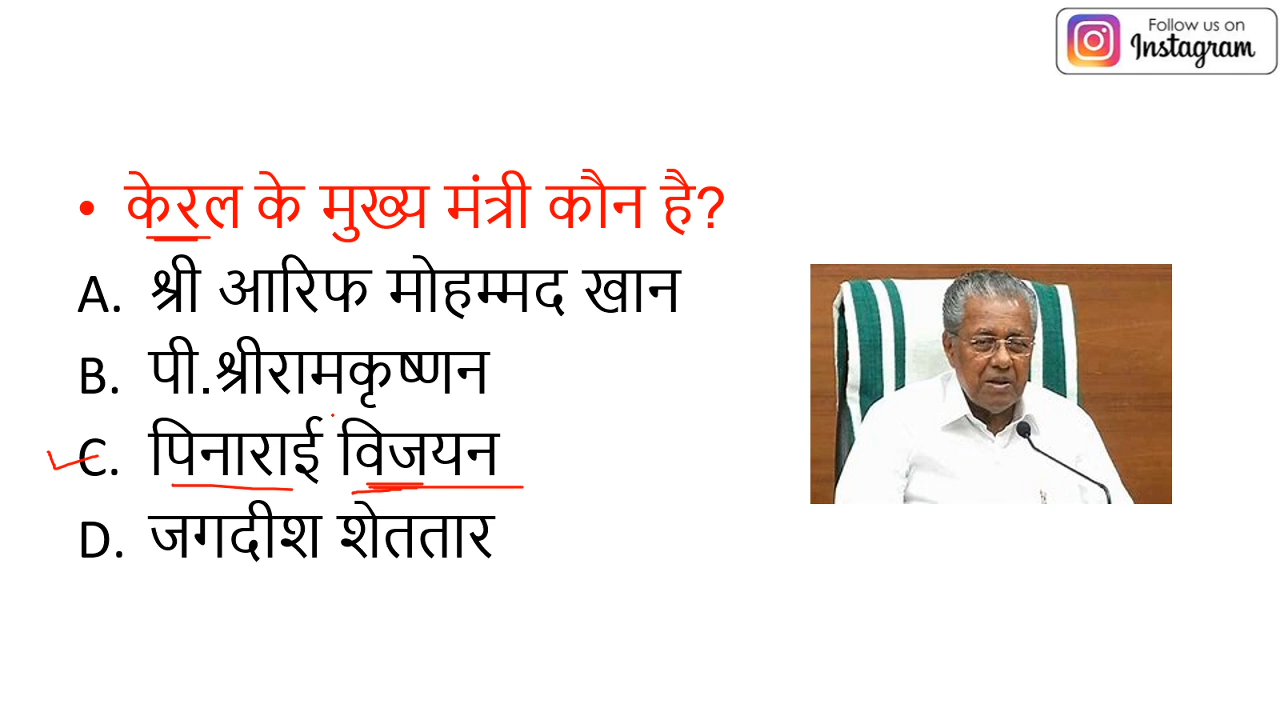 Follow us on
Instagram
• केरल के मुख्य मंत्री कौन है?
A. श्री आरिफ मोहम्मद खान
B. पी.श्रीरामकृष्णन
C. पिनाराई विजयन
D. जगदीश शेततार